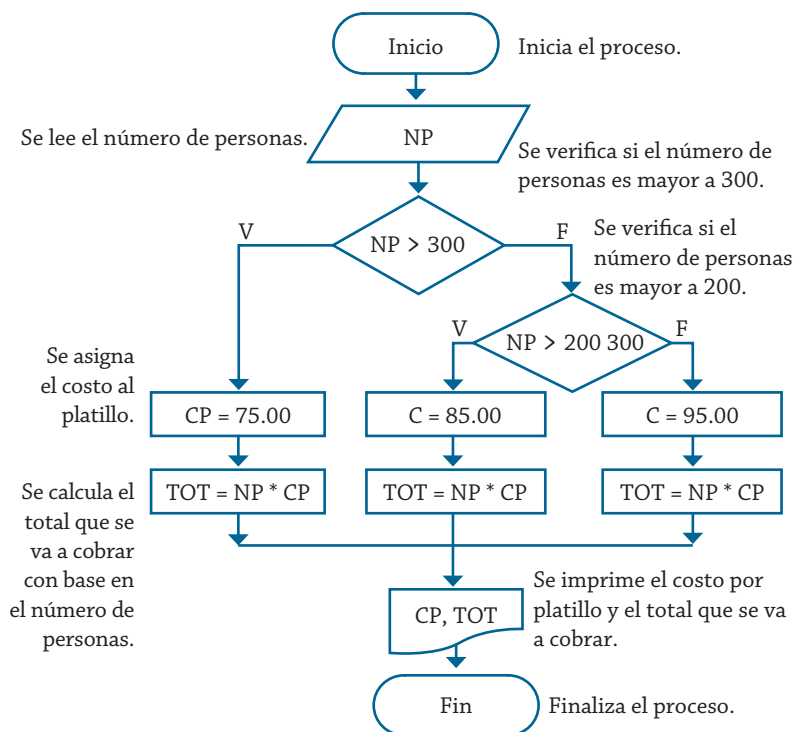 Inicio
Inicia el proceso.
Se lee el número de personas.
NP
Se verifica si el número de
personas es mayor a 300.
V
NP > 300
F
Se verifica si el
número de personas
es mayor a 200.
V
NP > 200 300
F
Se asigna
el costo al
platillo.
CP = 75.00
C = 85.00
C = 95.00
Se calcula el
total que se
va a cobrar
con base en
el número de
personas.
TOT = NP * CP
TOT = NP * CP
TOT = NP * CP
CP, TOT
Se imprime el costo por
platillo y el total que se va
a cobrar.
Fin
Finaliza el proceso.